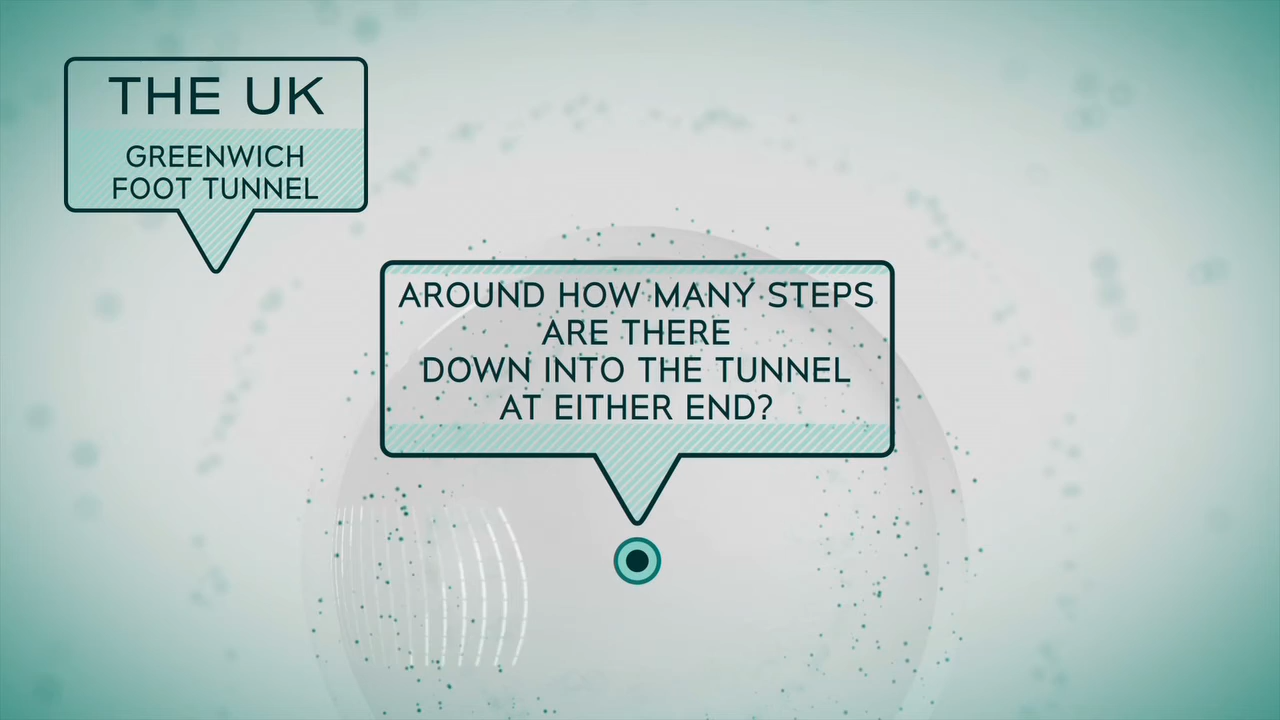 THE UK
GREENWICH
FOOT TUNNEL
AROUND HOW MANY STEPS
ARE THERE
DOWN INTO THE TUNNEL
AT EITHER END?